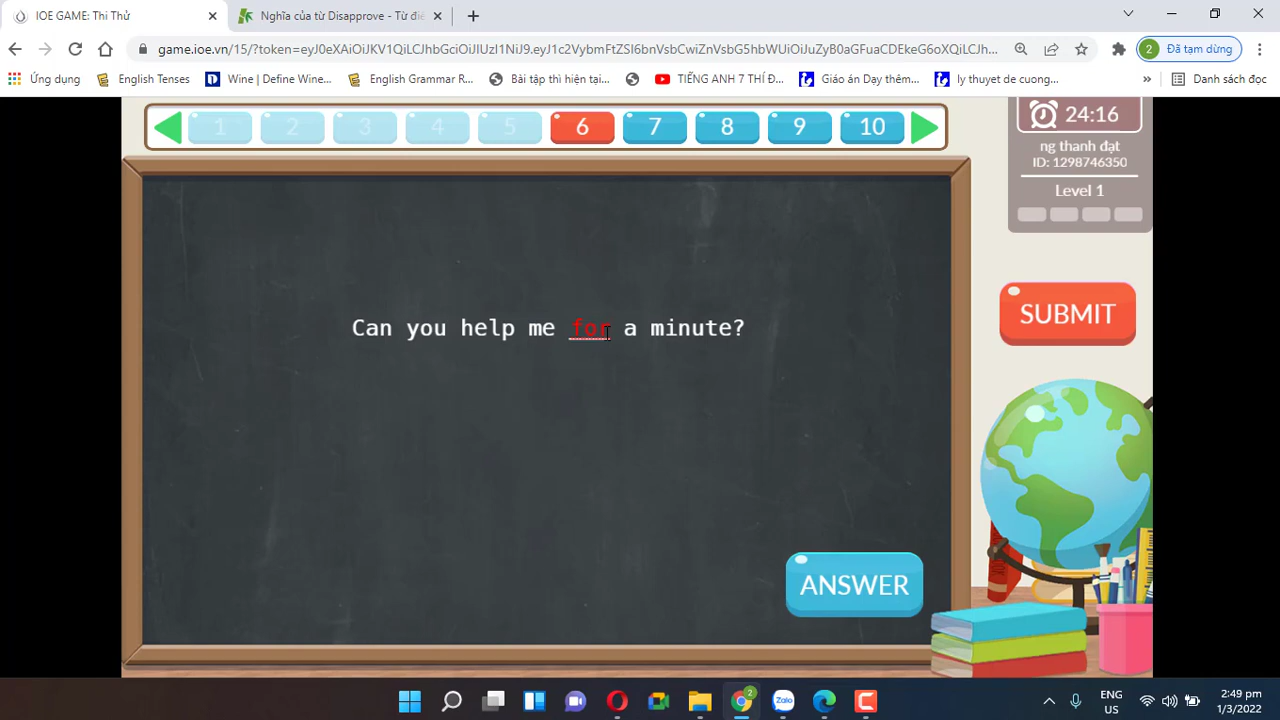 IOE GAME: Thi Thử
Nghĩa của từ Disapprove - Từ điể
game.ioe.vn/15/?token=eyJ0eXAiOiJKV1QiLCJhbGciOiJIUzI1NiJ9.eyJ1c2VybmFtZSI6bnVsbCwiZnVsbG5hbWUiOiJuZyB0aGFuaCDEkeG6oXQiLCJh...
2
Đã tạm dừng
Ứng dụng
English Tenses
Wine | Define Wine...
English Grammar R...
Bài tập thì hiện tại...
TIẾNG ANH 7 THÍ Đ...
Giáo án Dạy thêm...
ly thuyet de cuong...
»
Danh sách đọc
1 2 3 4 5 6 7 8 9 10
24:16
ng thanh đạt
ID: 1298746350
Level 1
Can you help me for a minute?
SUBMIT
ANSWER
2
Zalo
ENG
US
2:49 pm
1/3/2022